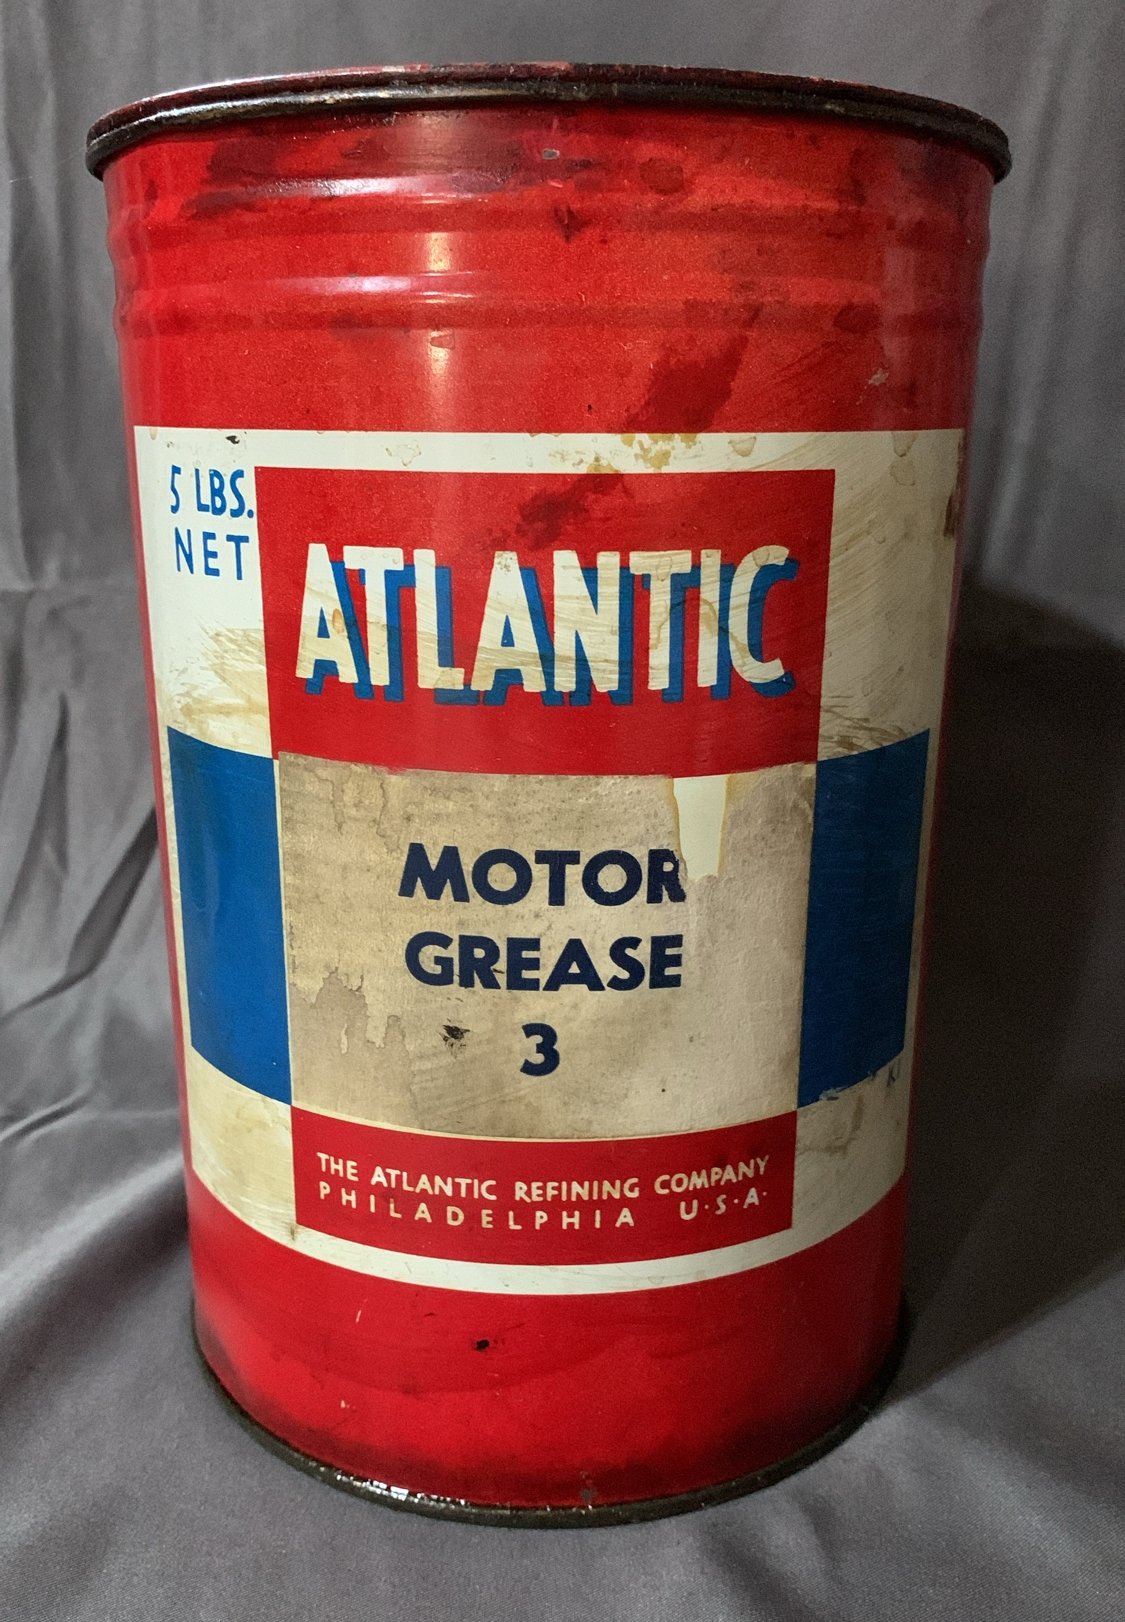 5 LBS.
NET
ATLANTIC
MOTOR
GREASE
3
THE ATLANTIC REFINING COMPANY
PHILADELPHIA U·S·A·